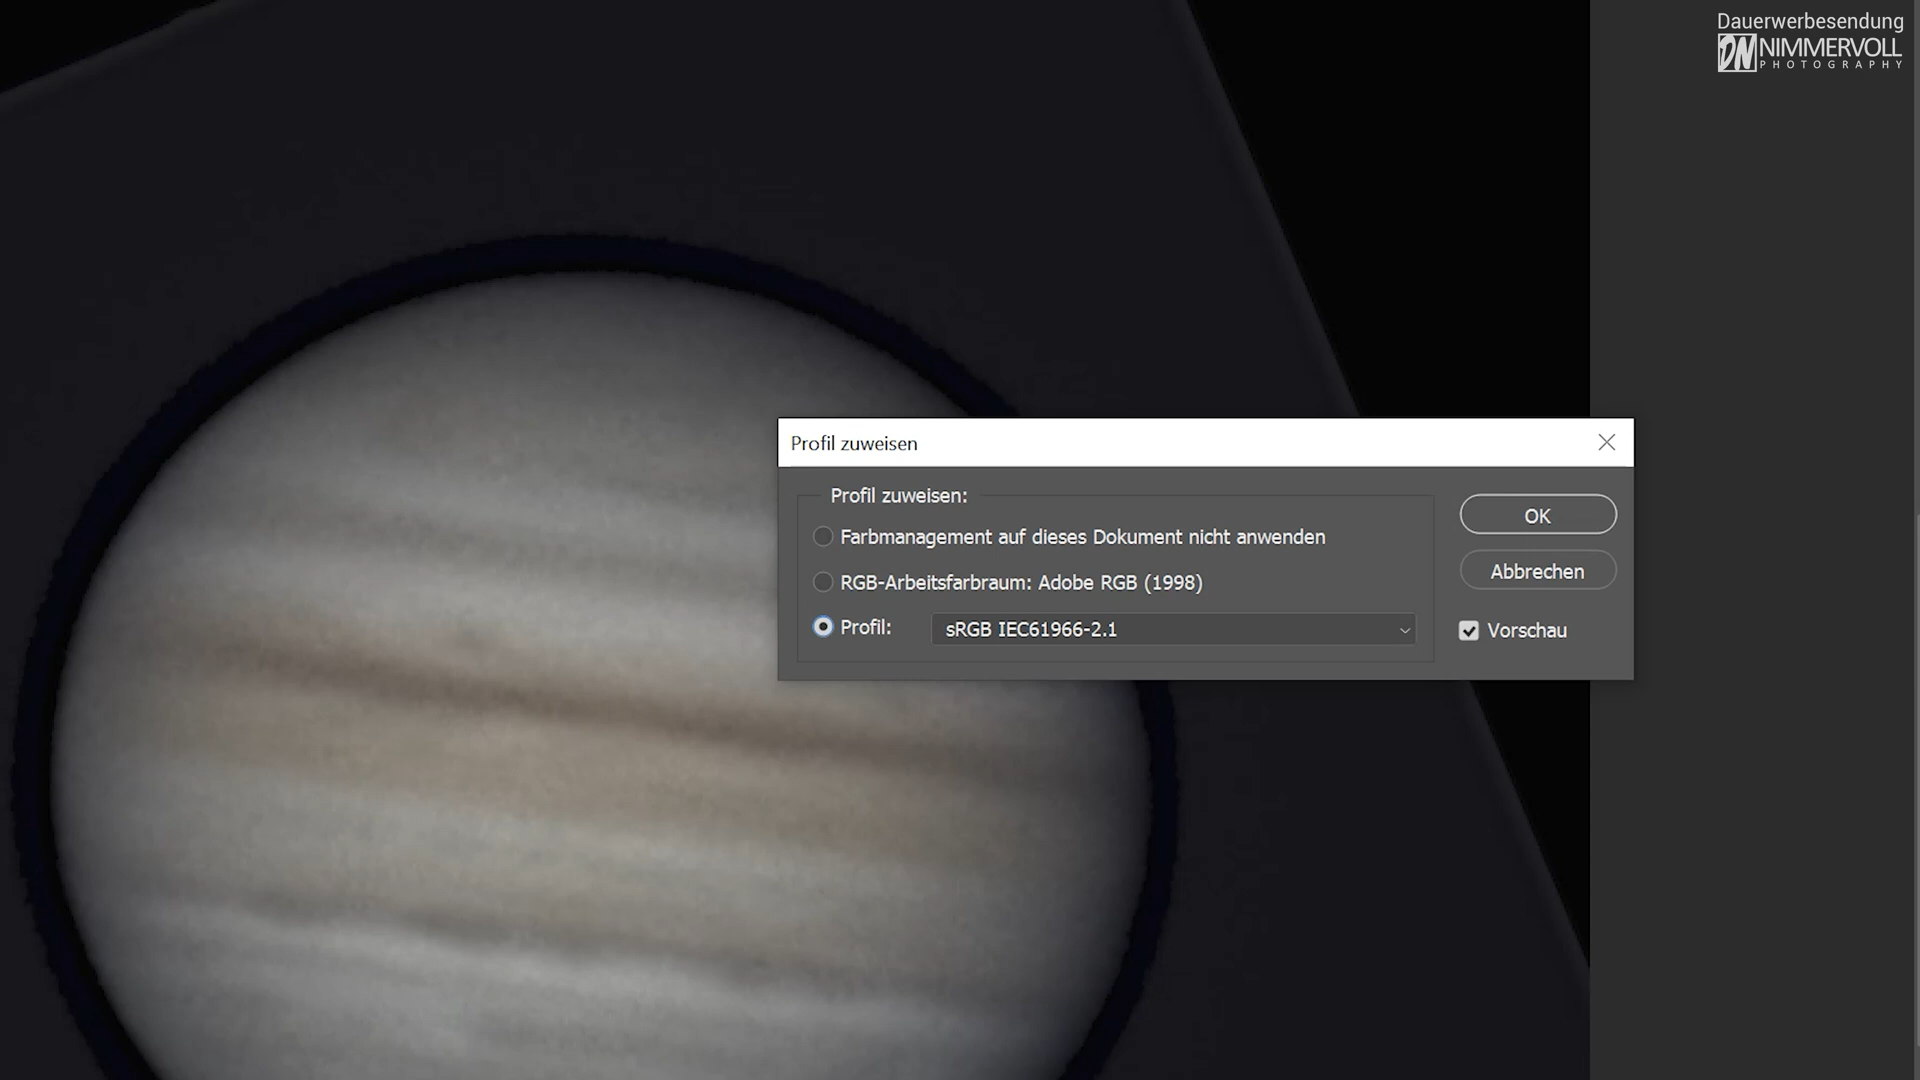 Dauerwerbesendung
DN NIMMERVOLL
PHOTOGRAPHY
Profil zuweisen
Profil zuweisen:
Farbmanagement auf dieses Dokument nicht anwenden
RGB-Arbeitsfarbraum: Adobe RGB (1998)
Profil: sRGB IEC61966-2.1
OK
Abbrechen
Vorschau